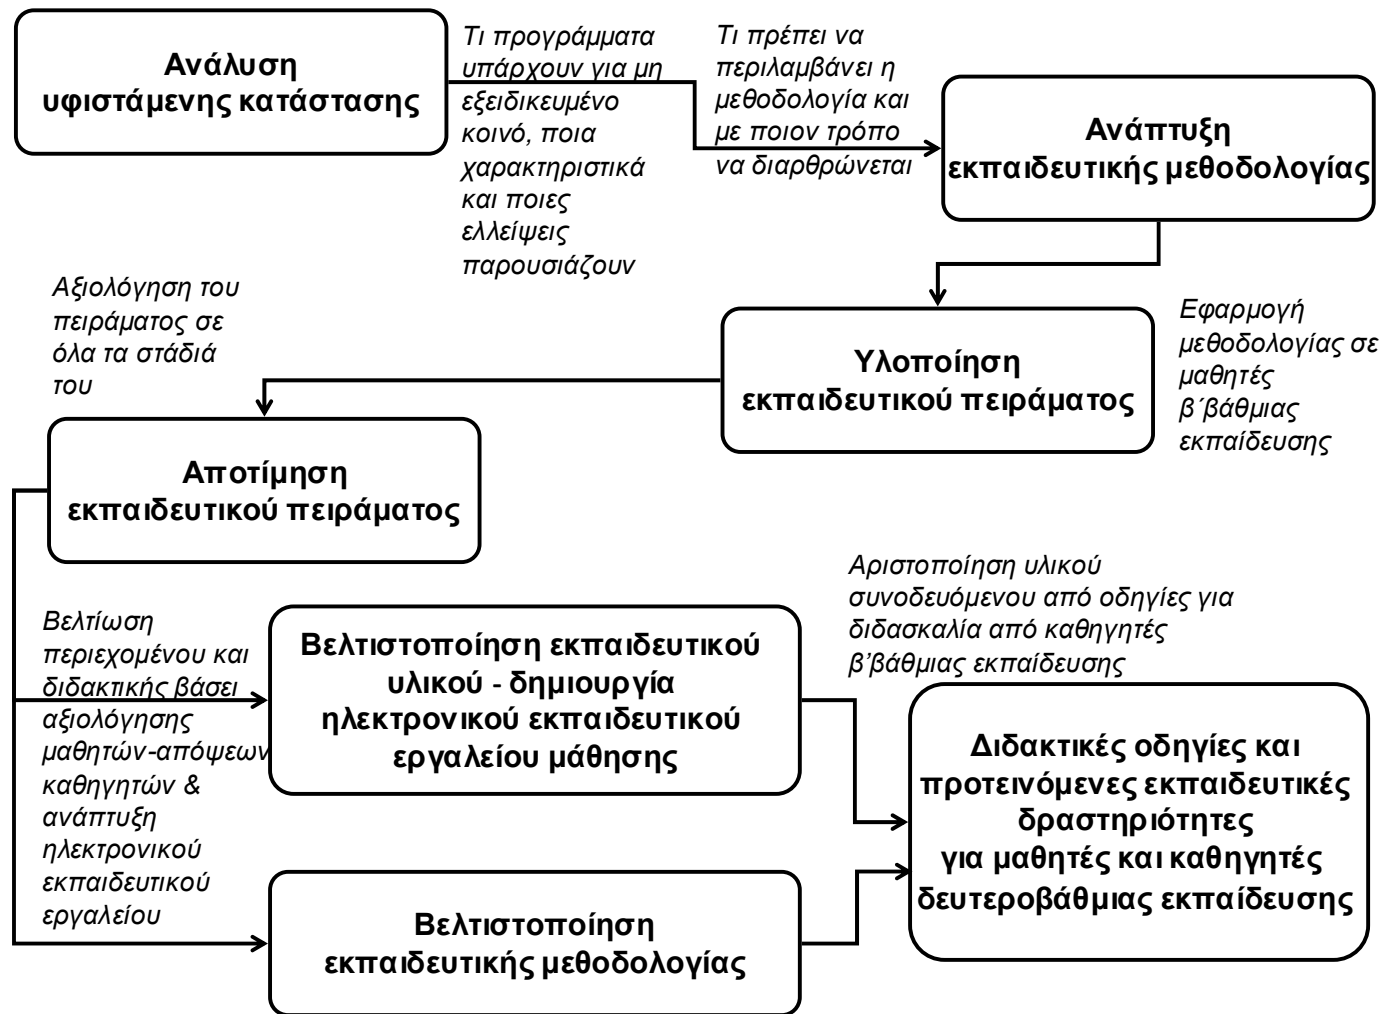 Ανάλυση
υφιστάμενης κατάστασης
Τι προγράμματα
υπάρχουν για μη
εξειδικευμένο
κοινό, ποια
χαρακτηριστικά
και ποιες
ελλείψεις
παρουσιάζουν
Τι πρέπει να
περιλαμβάνει η
μεθοδολογία και
με ποιον τρόπο
να διαρθρώνεται
Ανάπτυξη
εκπαιδευτικής μεθοδολογίας
Εφαρμογή
μεθοδολογίας σε
μαθητές
β΄βάθμιας
εκπαίδευσης
Υλοποίηση
εκπαιδευτικού πειράματος
Αξιολόγηση του
πειράματος σε
όλα τα στάδιά
του
Αποτίμηση
εκπαιδευτικού πειράματος
Βελτίωση
περιεχομένου και
διδακτικής βάσει
αξιολόγησης
μαθητών-απόψεων
καθηγητών &
ανάπτυξη
ηλεκτρονικού
εκπαιδευτικού
εργαλείου
Βελτιστοποίηση εκπαιδευτικού
υλικού - δημιουργία
ηλεκτρονικού εκπαιδευτικού
εργαλείου μάθησης
Βελτιστοποίηση
εκπαιδευτικής μεθοδολογίας
Αριστοποίηση υλικού
συνοδευόμενου από οδηγίες για
διδασκαλία από καθηγητές
β’βάθμιας εκπαίδευσης
Διδακτικές οδηγίες και
προτεινόμενες εκπαιδευτικές
δραστηριότητες
για μαθητές και καθηγητές
δευτεροβάθμιας εκπαίδευσης